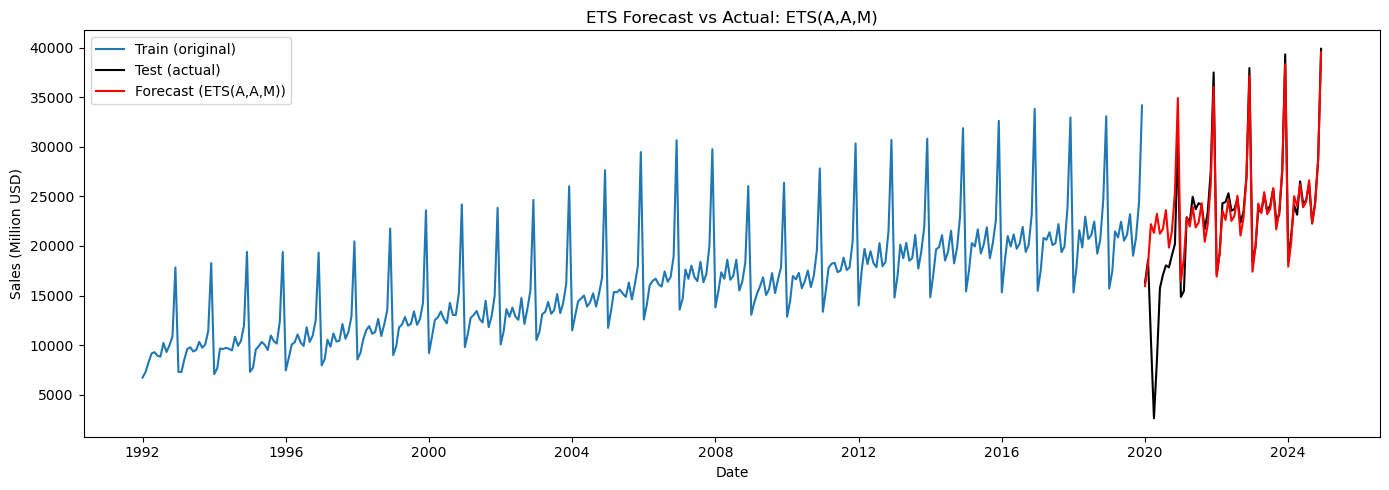 ETS Forecast vs Actual: ETS(A,A,M)
Train (original)
Test (actual)
Forecast (ETS(A,A,M))
Sales (Million USD)
40000
35000
30000
25000
20000
15000
10000
5000
1992 1996 2000 2004 2008 2012 2016 2020 2024
Date